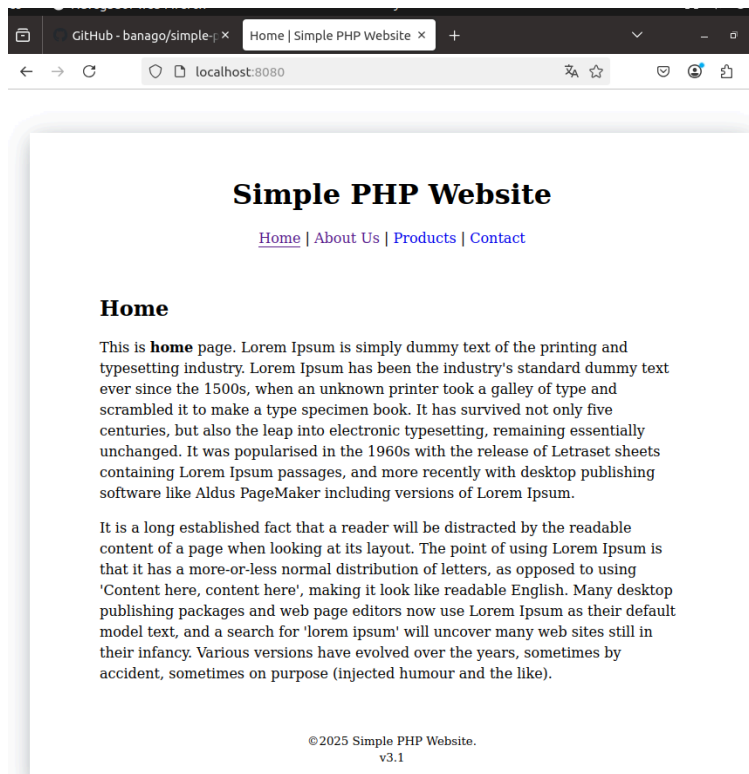 GitHub - banago/simple-p
Home | Simple PHP Website
localhost:8080
Simple PHP Website
Home | About Us | Products | Contact
Home
This is home page. Lorem Ipsum is simply dummy text of the printing and
typesetting industry. Lorem Ipsum has been the industry's standard dummy text
ever since the 1500s, when an unknown printer took a galley of type and
scrambled it to make a type specimen book. It has survived not only five
centuries, but also the leap into electronic typesetting, remaining essentially
unchanged. It was popularised in the 1960s with the release of Letraset sheets
containing Lorem Ipsum passages, and more recently with desktop publishing
software like Aldus PageMaker including versions of Lorem Ipsum.
It is a long established fact that a reader will be distracted by the readable
content of a page when looking at its layout. The point of using Lorem Ipsum is
that it has a more-or-less normal distribution of letters, as opposed to using
'Content here, content here', making it look like readable English. Many desktop
publishing packages and web page editors now use Lorem Ipsum as their default
model text, and a search for 'lorem ipsum' will uncover many web sites still in
their infancy. Various versions have evolved over the years, sometimes by
accident, sometimes on purpose (injected humour and the like).
©2025 Simple PHP Website.
v3.1